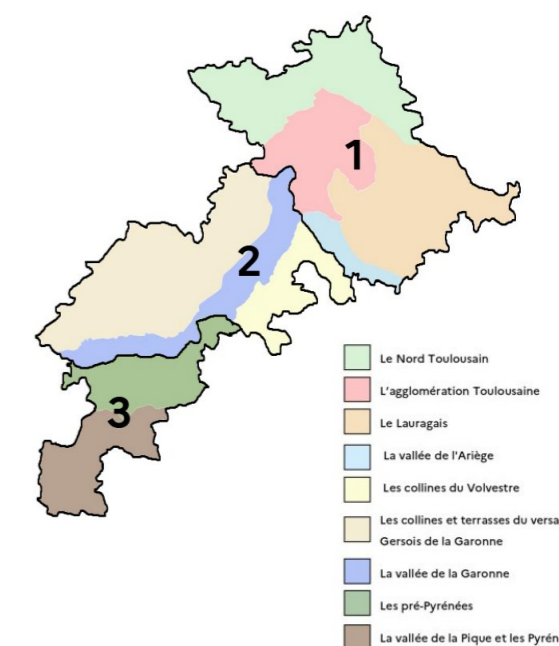 1
2
3
Le Nord Toulousain
L'agglomération Toulousaine
Le Lauragais
La vallée de l'Ariège
Les collines du Volvestre
Les collines et terrasses du versa
Gersois de la Garonne
La vallée de la Garonne
Les pré-Pyrénées
La vallée de la Pique et les Pyrén